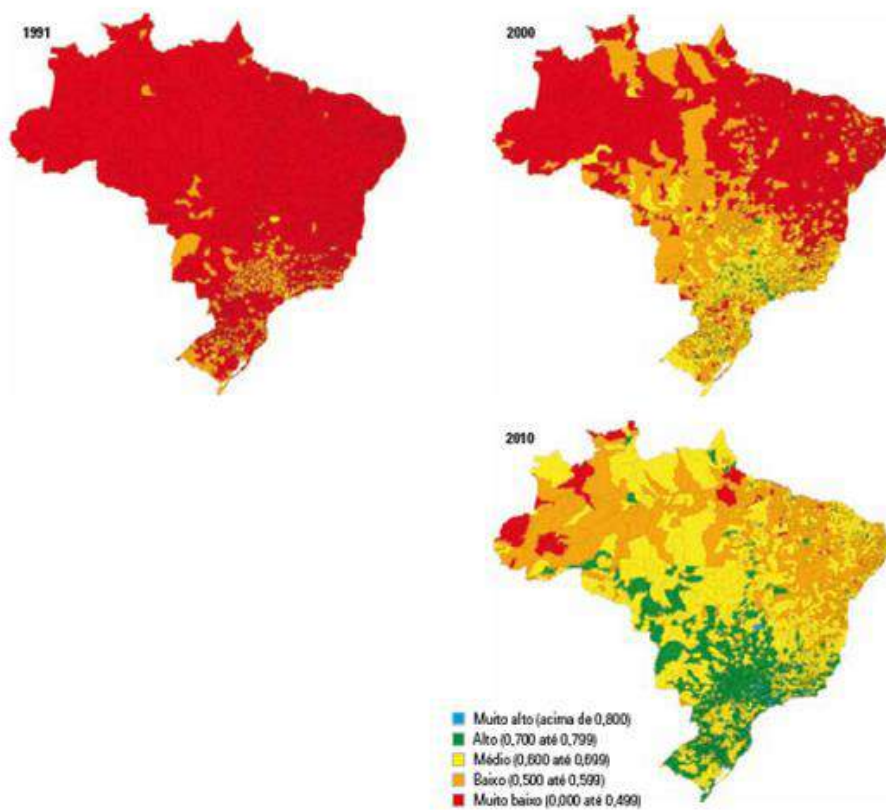 1991
2000
2010
Muito alto (acima de 0,800)
Alto (0,700 até 0,799)
Médio (0,600 até 0,699)
Baixo (0,500 até 0,599)
Muito baixo (0,000 até 0,499)